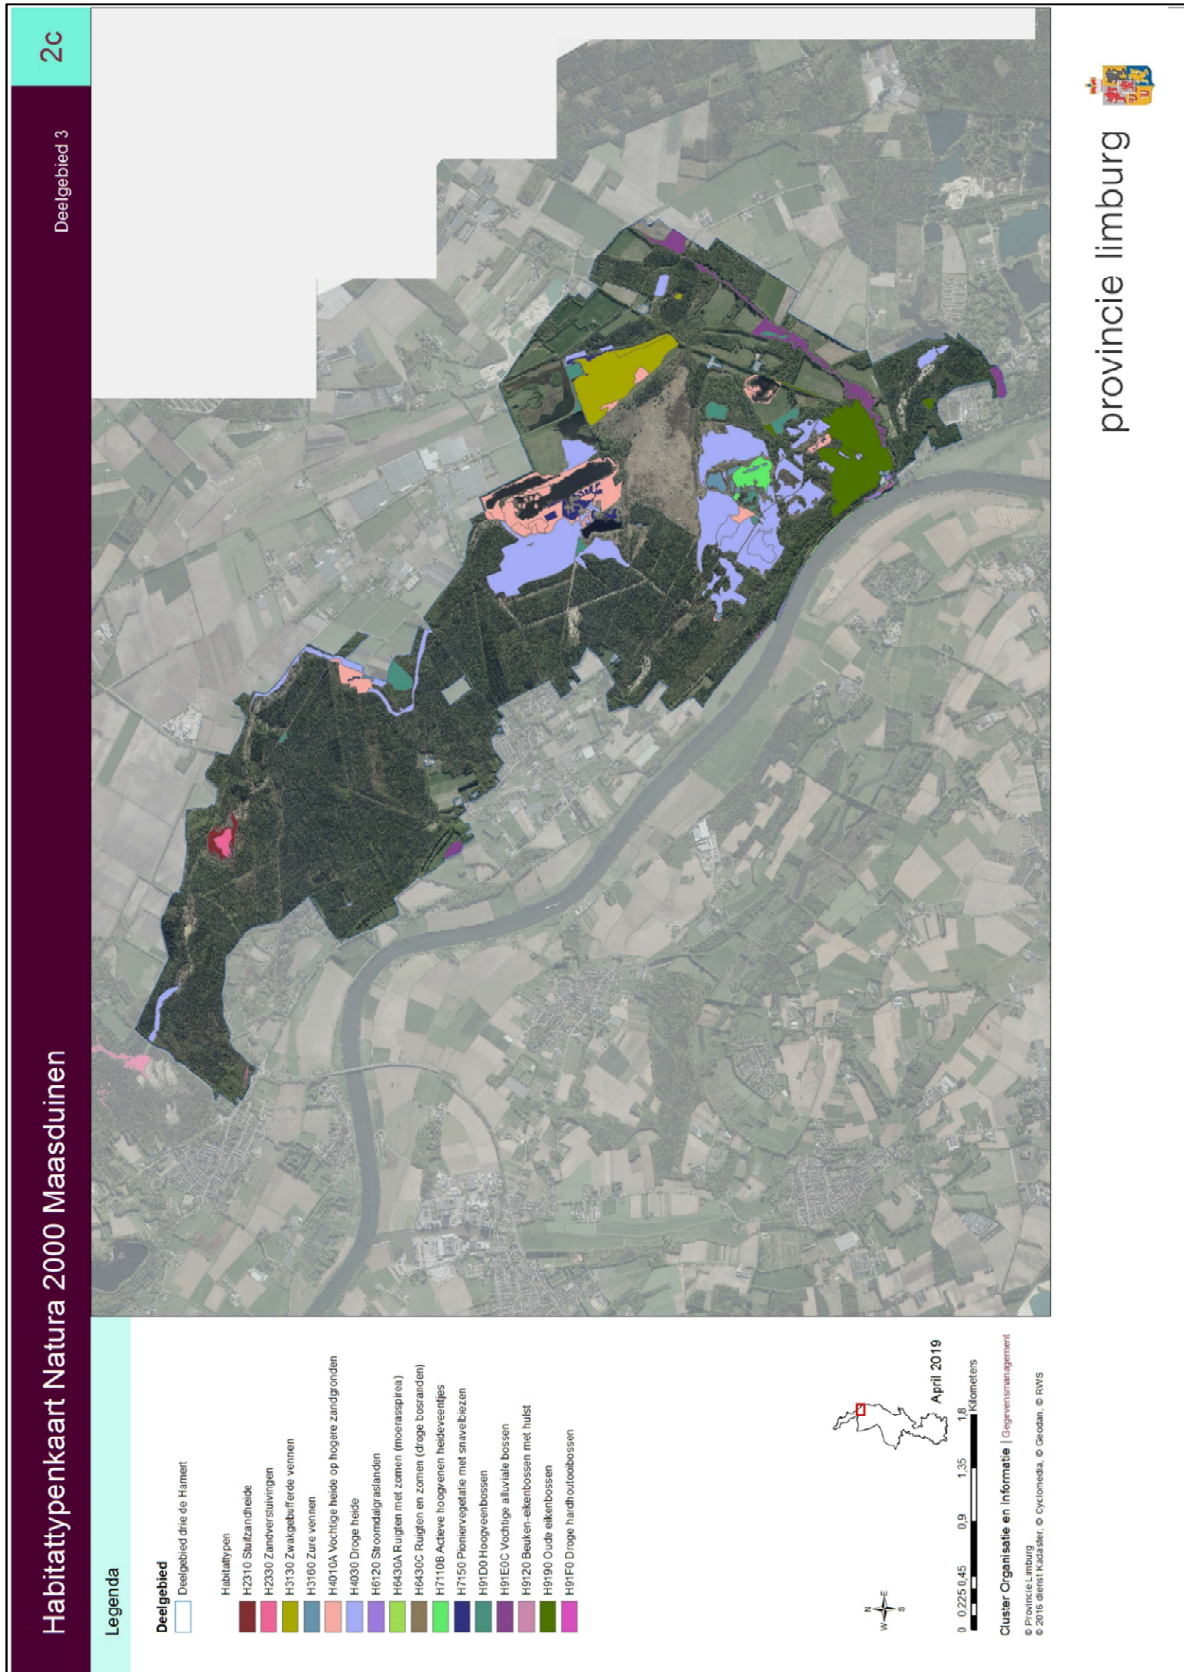 Habitattypenkaart Natura 2000 Maasduinen
Deelgebied 3
2c
Legenda
Deelgebied
Deelgebied drie de Hamert
Habitattypen
H2310 Stuifzandheide
H2330 Zandverstuivingen
H3130 Zwakgebufferde vennen
H3160 Zure vennen
H4010A Vochtige heide op hogere zandgronden
H4030 Droge heide
H6120 Stroomdalgraslanden
H6430A Ruigten met zomen (moerasspirea)
H6430C Ruigten en zomen (droge bosranden)
H7110B Actieve hoogvenen heideveentjes
H7150 Pioniervegetatie met snavelbiezen
H91D0 Hoogveenbossen
H91E0C Vochtige alluviale bossen
H9120 Beuken-eikenbossen met hulst
H9190 Oude eikenbossen
H91F0 Droge hardhoutooibossen
N
W E
S
April 2019
0 0,225 0,45 0,9 1,35 1,8
Kilometers
Cluster Organisatie en Informatie | Gegevensmanagement
© Provincie Limburg
© 2016 dienst Kadaster, © Cyclomedia, © Geodan, © RWS
provincie limburg